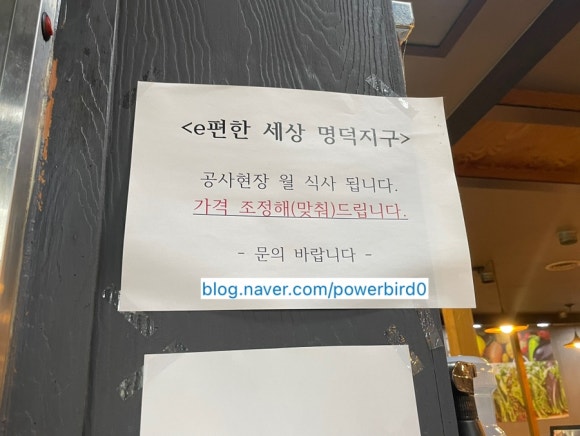 <e편한 세상 명덕지구>
공사현장 월 식사 됩니다.
가격 조정해(맞춰)드립니다.
- 문의 바랍니다 -
blog.naver.com/powerbird0